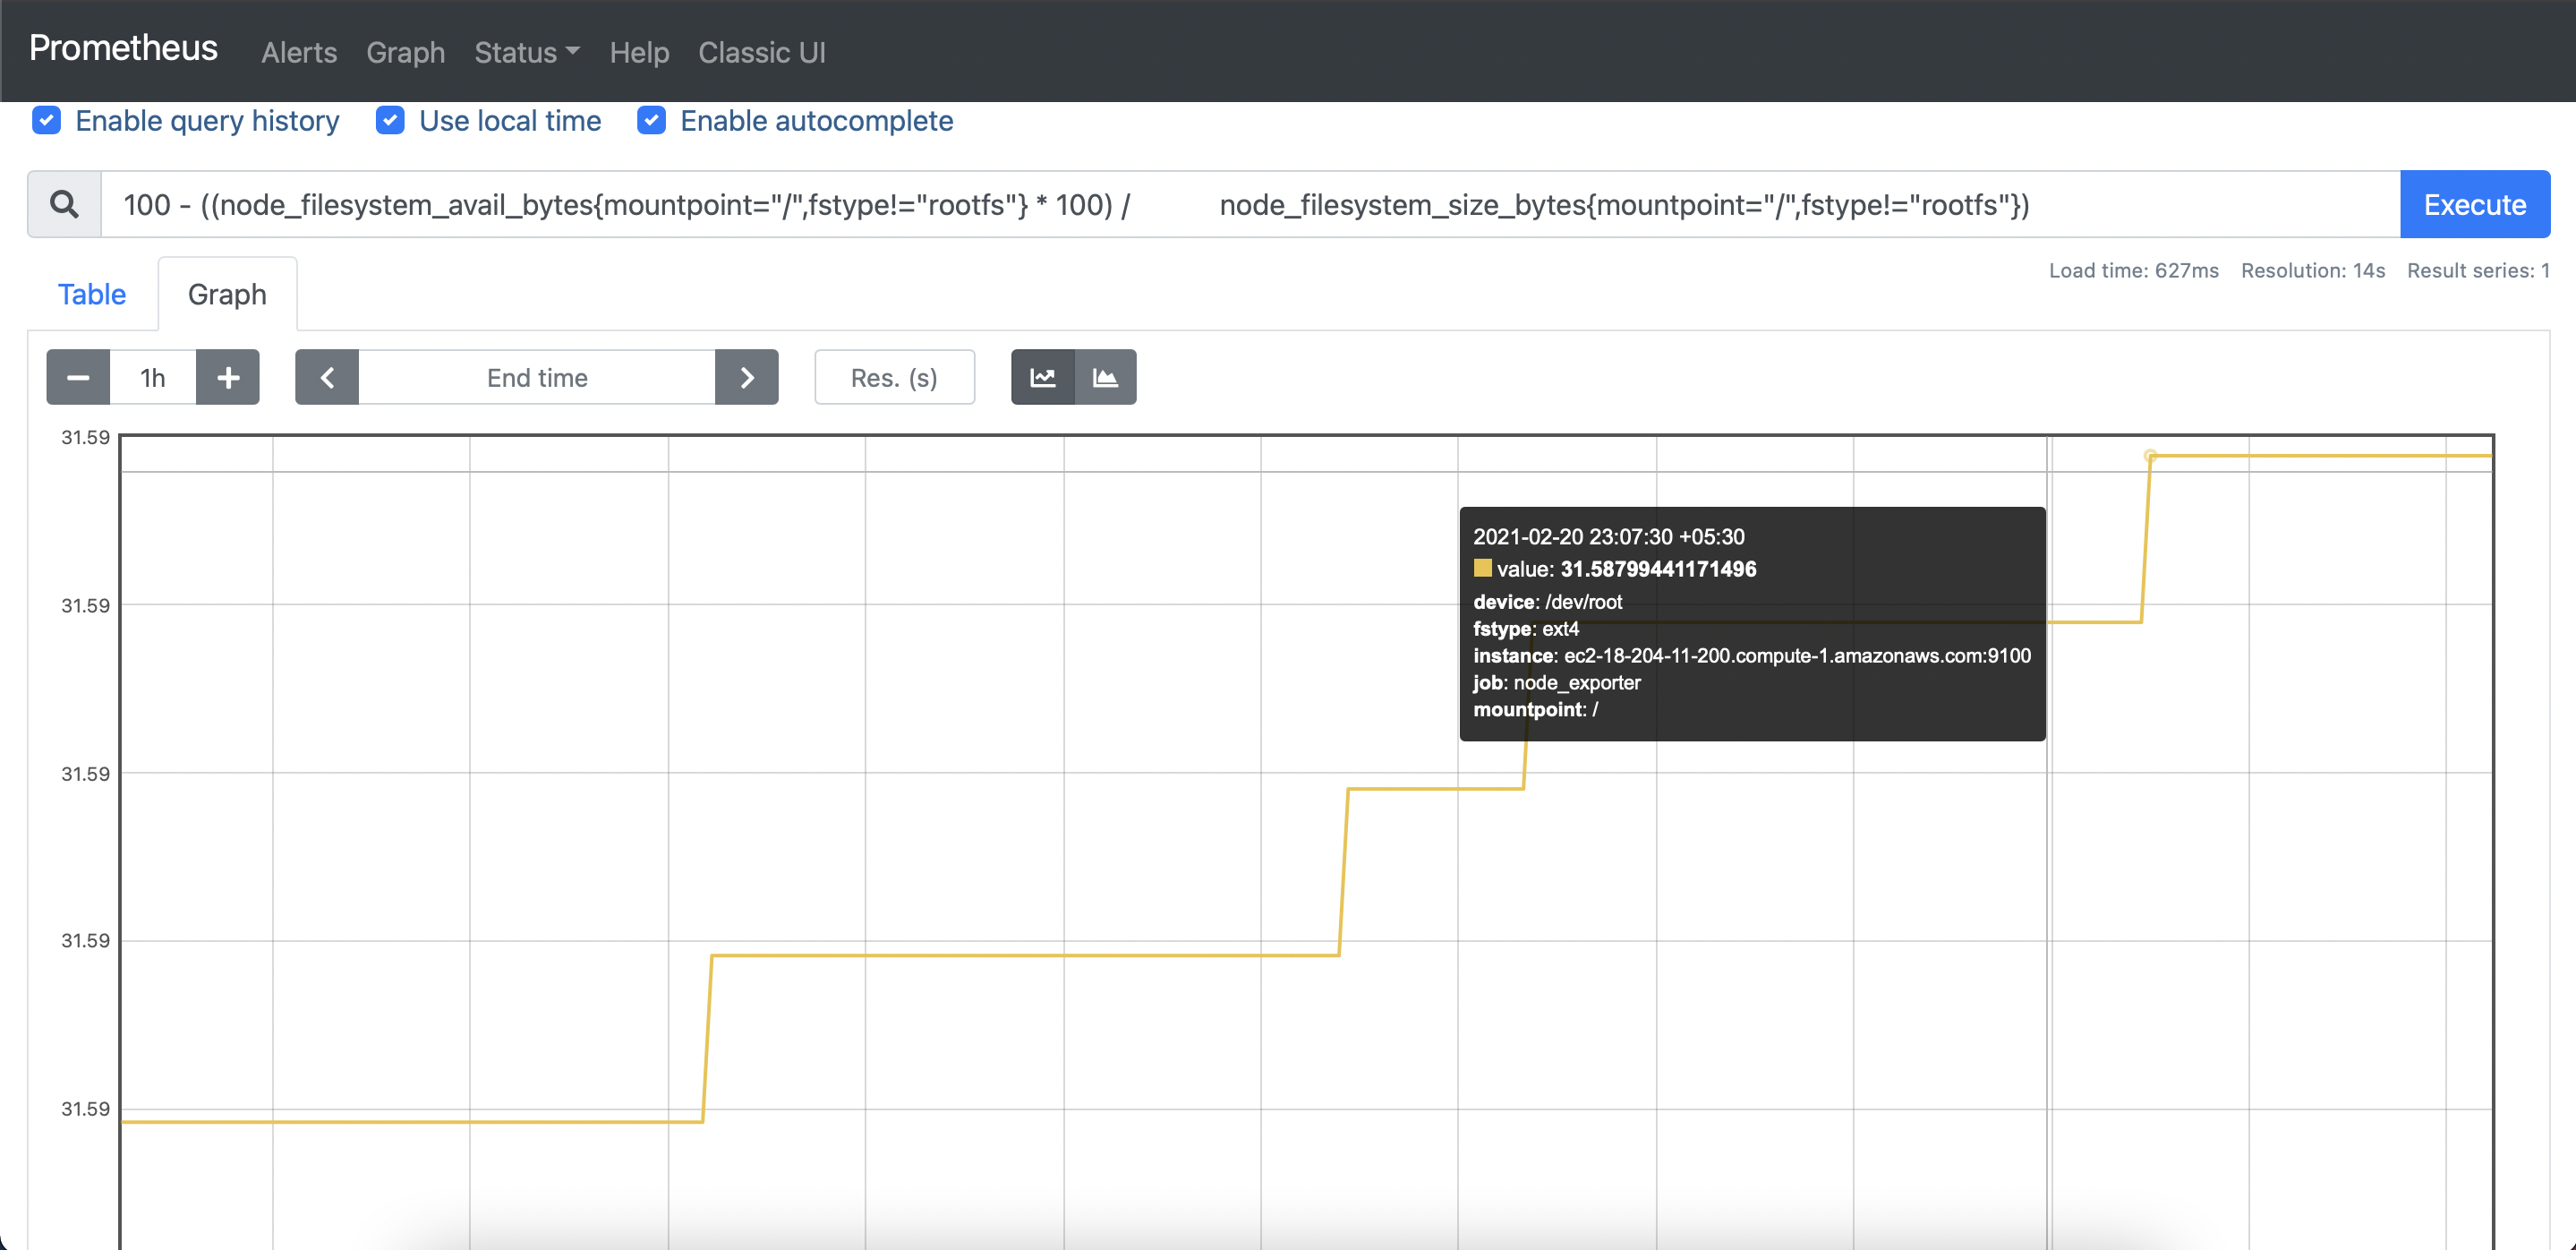 Prometheus Alerts Graph Status Help Classic UI
Enable query history Use local time Enable autocomplete
100 - ((node_filesystem_avail_bytes{mountpoint="/",fstype!="rootfs"} * 100) / node_filesystem_size_bytes{mountpoint="/",fstype!="rootfs"})
Execute
Load time: 627ms Resolution: 14s Result series: 1
Table Graph
1h End time Res. (s)
31.59
2021-02-20 23:07:30 +05:30
value: 31.58799441171496
31.59
device: /dev/root
fstype: ext4
instance: ec2-18-204-11-200.compute-1.amazonaws.com:9100
job: node_exporter
mountpoint: /
31.59
31.59
31.59